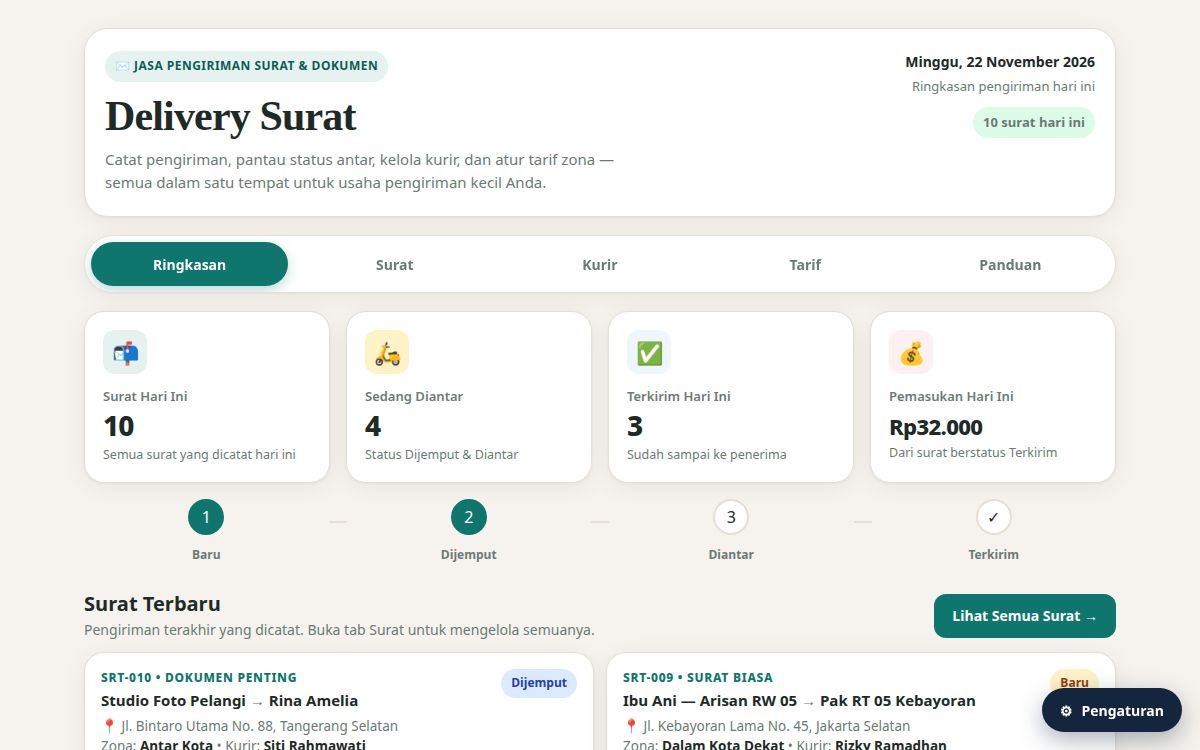 ✉️ JASA PENGIRIMAN SURAT & DOKUMEN
Delivery Surat
Catat pengiriman, pantau status antar, kelola kurir, dan atur tarif zona —
semua dalam satu tempat untuk usaha pengiriman kecil Anda.
Minggu, 22 November 2026
Ringkasan pengiriman hari ini
10 surat hari ini
Ringkasan
Surat
Kurir
Tarif
Panduan
Surat Hari Ini
10
Semua surat yang dicatat hari ini
Sedang Diantar
4
Status Dijemput & Diantar
Terkirim Hari Ini
3
Sudah sampai ke penerima
Pemasukan Hari Ini
Rp32.000
Dari surat berstatus Terkirim
1
Baru
2
Dijemput
3
Diantar
✓
Terkirim
Surat Terbaru
Pengiriman terakhir yang dicatat. Buka tab Surat untuk mengelola semuanya.
Lihat Semua Surat →
SRT-010 • DOKUMEN PENTING
Dijemput
Studio Foto Pelangi → Rina Amelia
📍 Jl. Bintaro Utama No. 88, Tangerang Selatan
Zona: Antar Kota • Kurir: Siti Rahmawati
SRT-009 • SURAT BIASA
Baru
Ibu Ani — Arisan RW 05 → Pak RT 05 Kebayoran
📍 Jl. Kebayoran Lama No. 45, Jakarta Selatan
Zona: Dalam Kota Dekat • Kurir: Rizky Ramadhan
⚙ Pengaturan